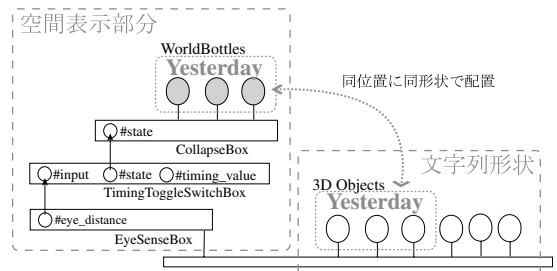 空間表示部分
WorldBottles
Yesterday
同位置に同形状で配置
#state
CollapseBox
文字列形状
#input #state #timing_value
TimingToggleSwitchBox
3D Objects
Yesterday
#eye_distance
EyeSenseBox